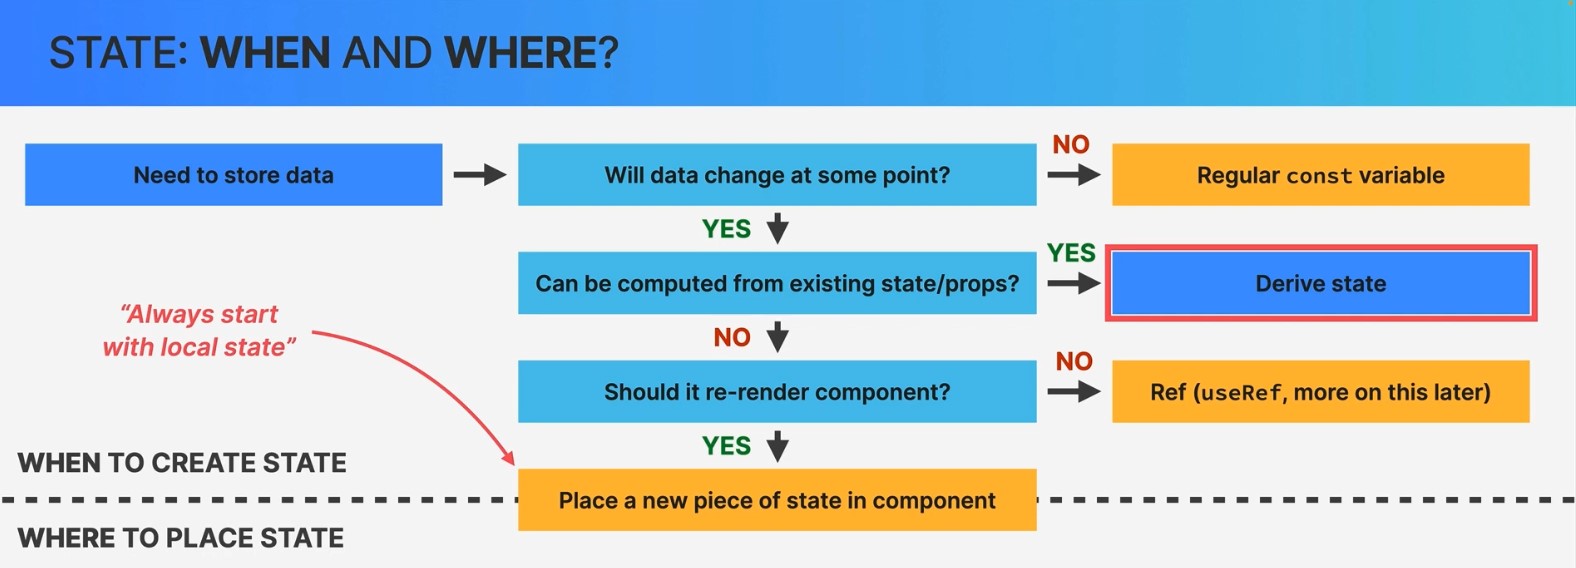 STATE: WHEN AND WHERE?
Need to store data
Will data change at some point?
NO
Regular const variable
YES
Can be computed from existing state/props?
YES
Derive state
“Always start
with local state”
NO
Should it re-render component?
NO
Ref (useRef, more on this later)
YES
WHEN TO CREATE STATE
Place a new piece of state in component
WHERE TO PLACE STATE